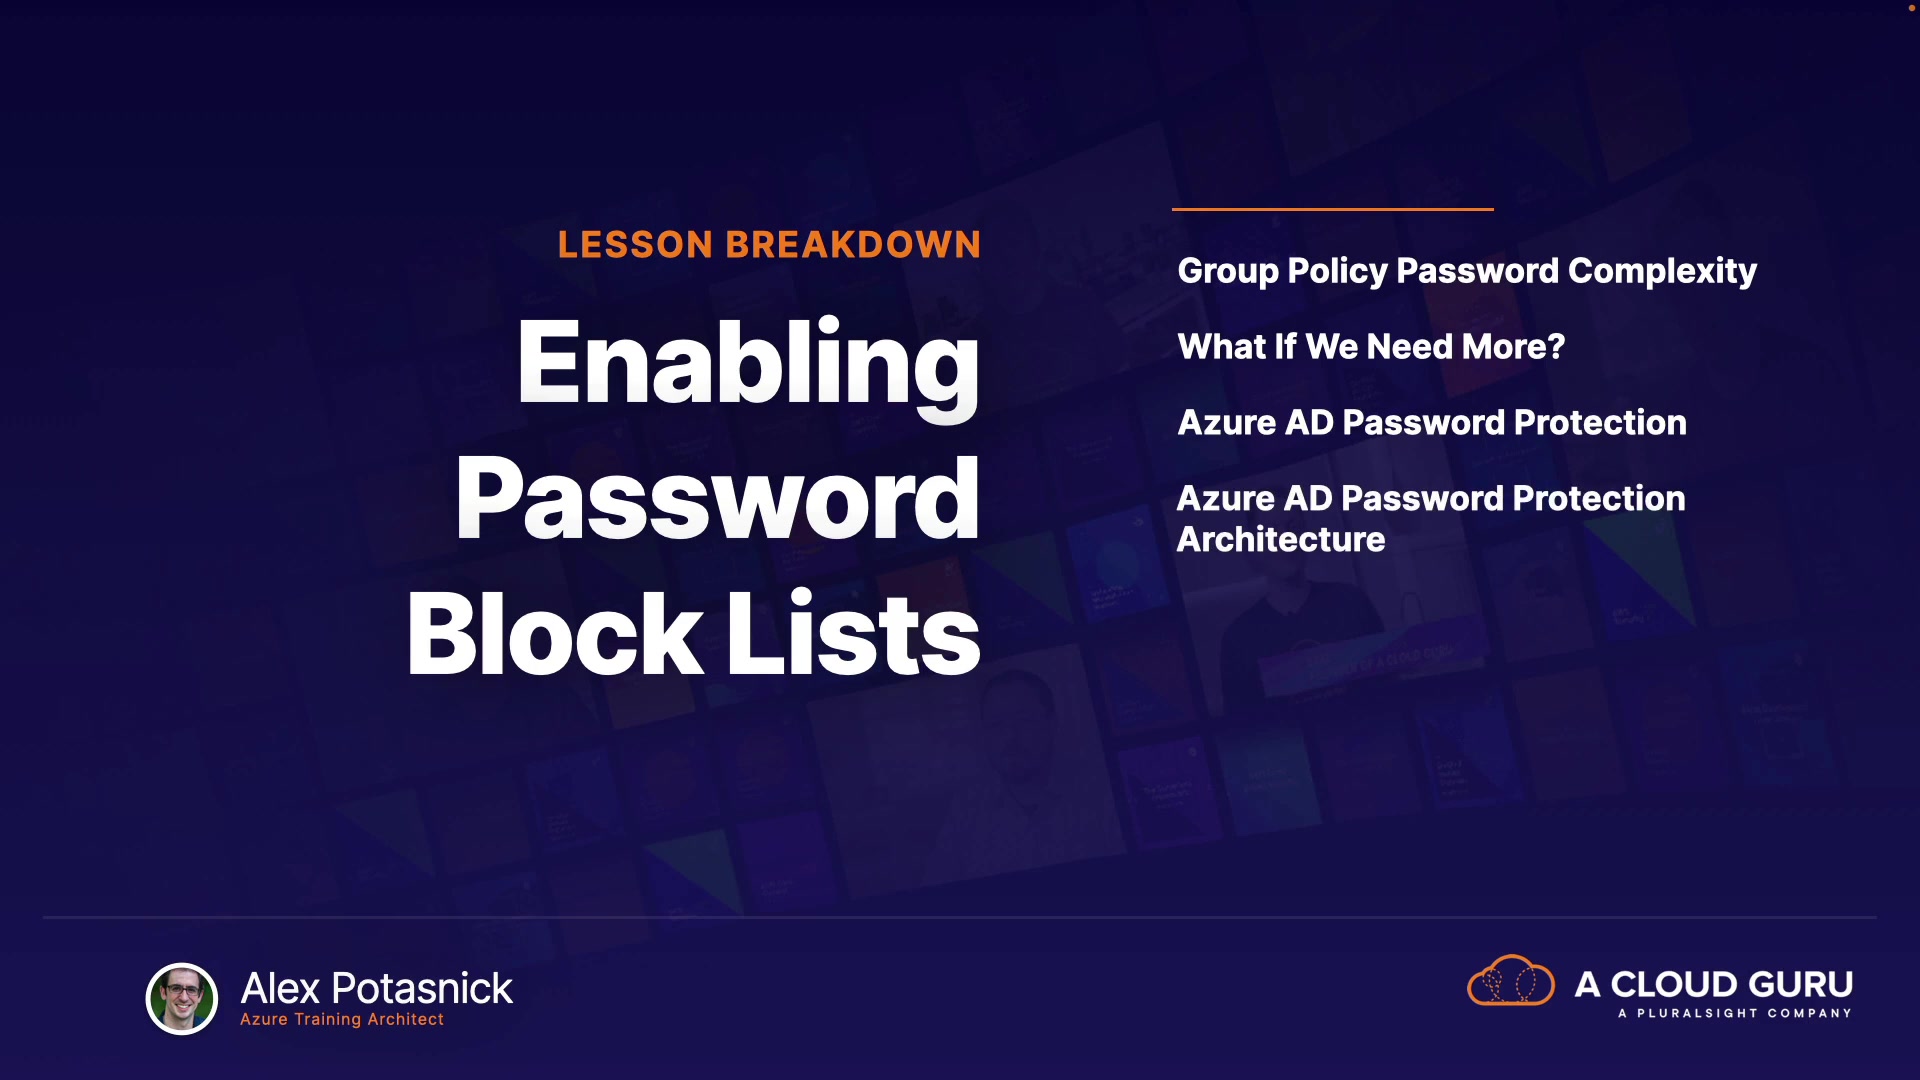 LESSON BREAKDOWN
Enabling
Password
Block Lists
Group Policy Password Complexity
What If We Need More?
Azure AD Password Protection
Azure AD Password Protection
Architecture
Alex Potasnick
Azure Training Architect
A CLOUD GURU
A PLURALSIGHT COMPANY